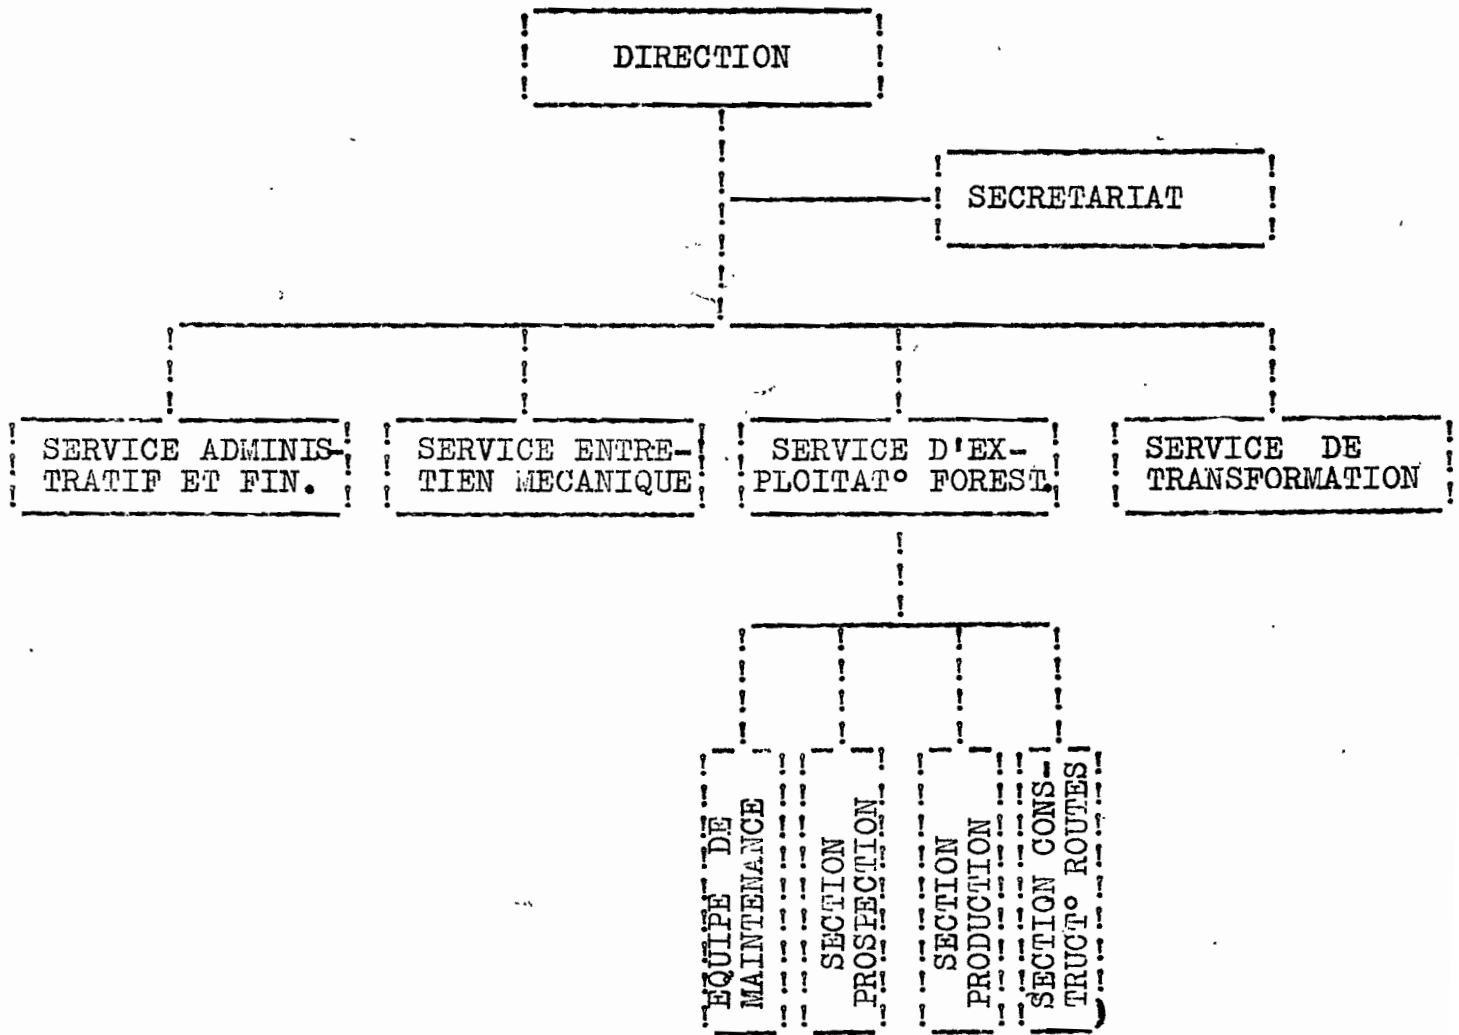 DIRECTION
SECRETARIAT
SERVICE ADMINIS-
TRATIF ET FIN.
SERVICE ENTRE-
TIEN MECANIQUE
SERVICE D'EX-
PLOITAT° FOREST.
SERVICE DE
TRANSFORMATION
EQUIPE DE
MAINTENANCE
SECTION
PROSPECTION
SECTION
PRODUCTION
SECTION CONS-
TRUCT° ROUTES